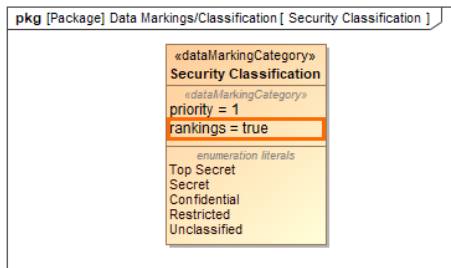 pkg [Package] Data Markings/Classification [ Security Classification ]
«dataMarkingCategory»
Security Classification
«dataMarkingCategory»
priority = 1
rankings = true
enumeration literals
Top Secret
Secret
Confidential
Restricted
Unclassified